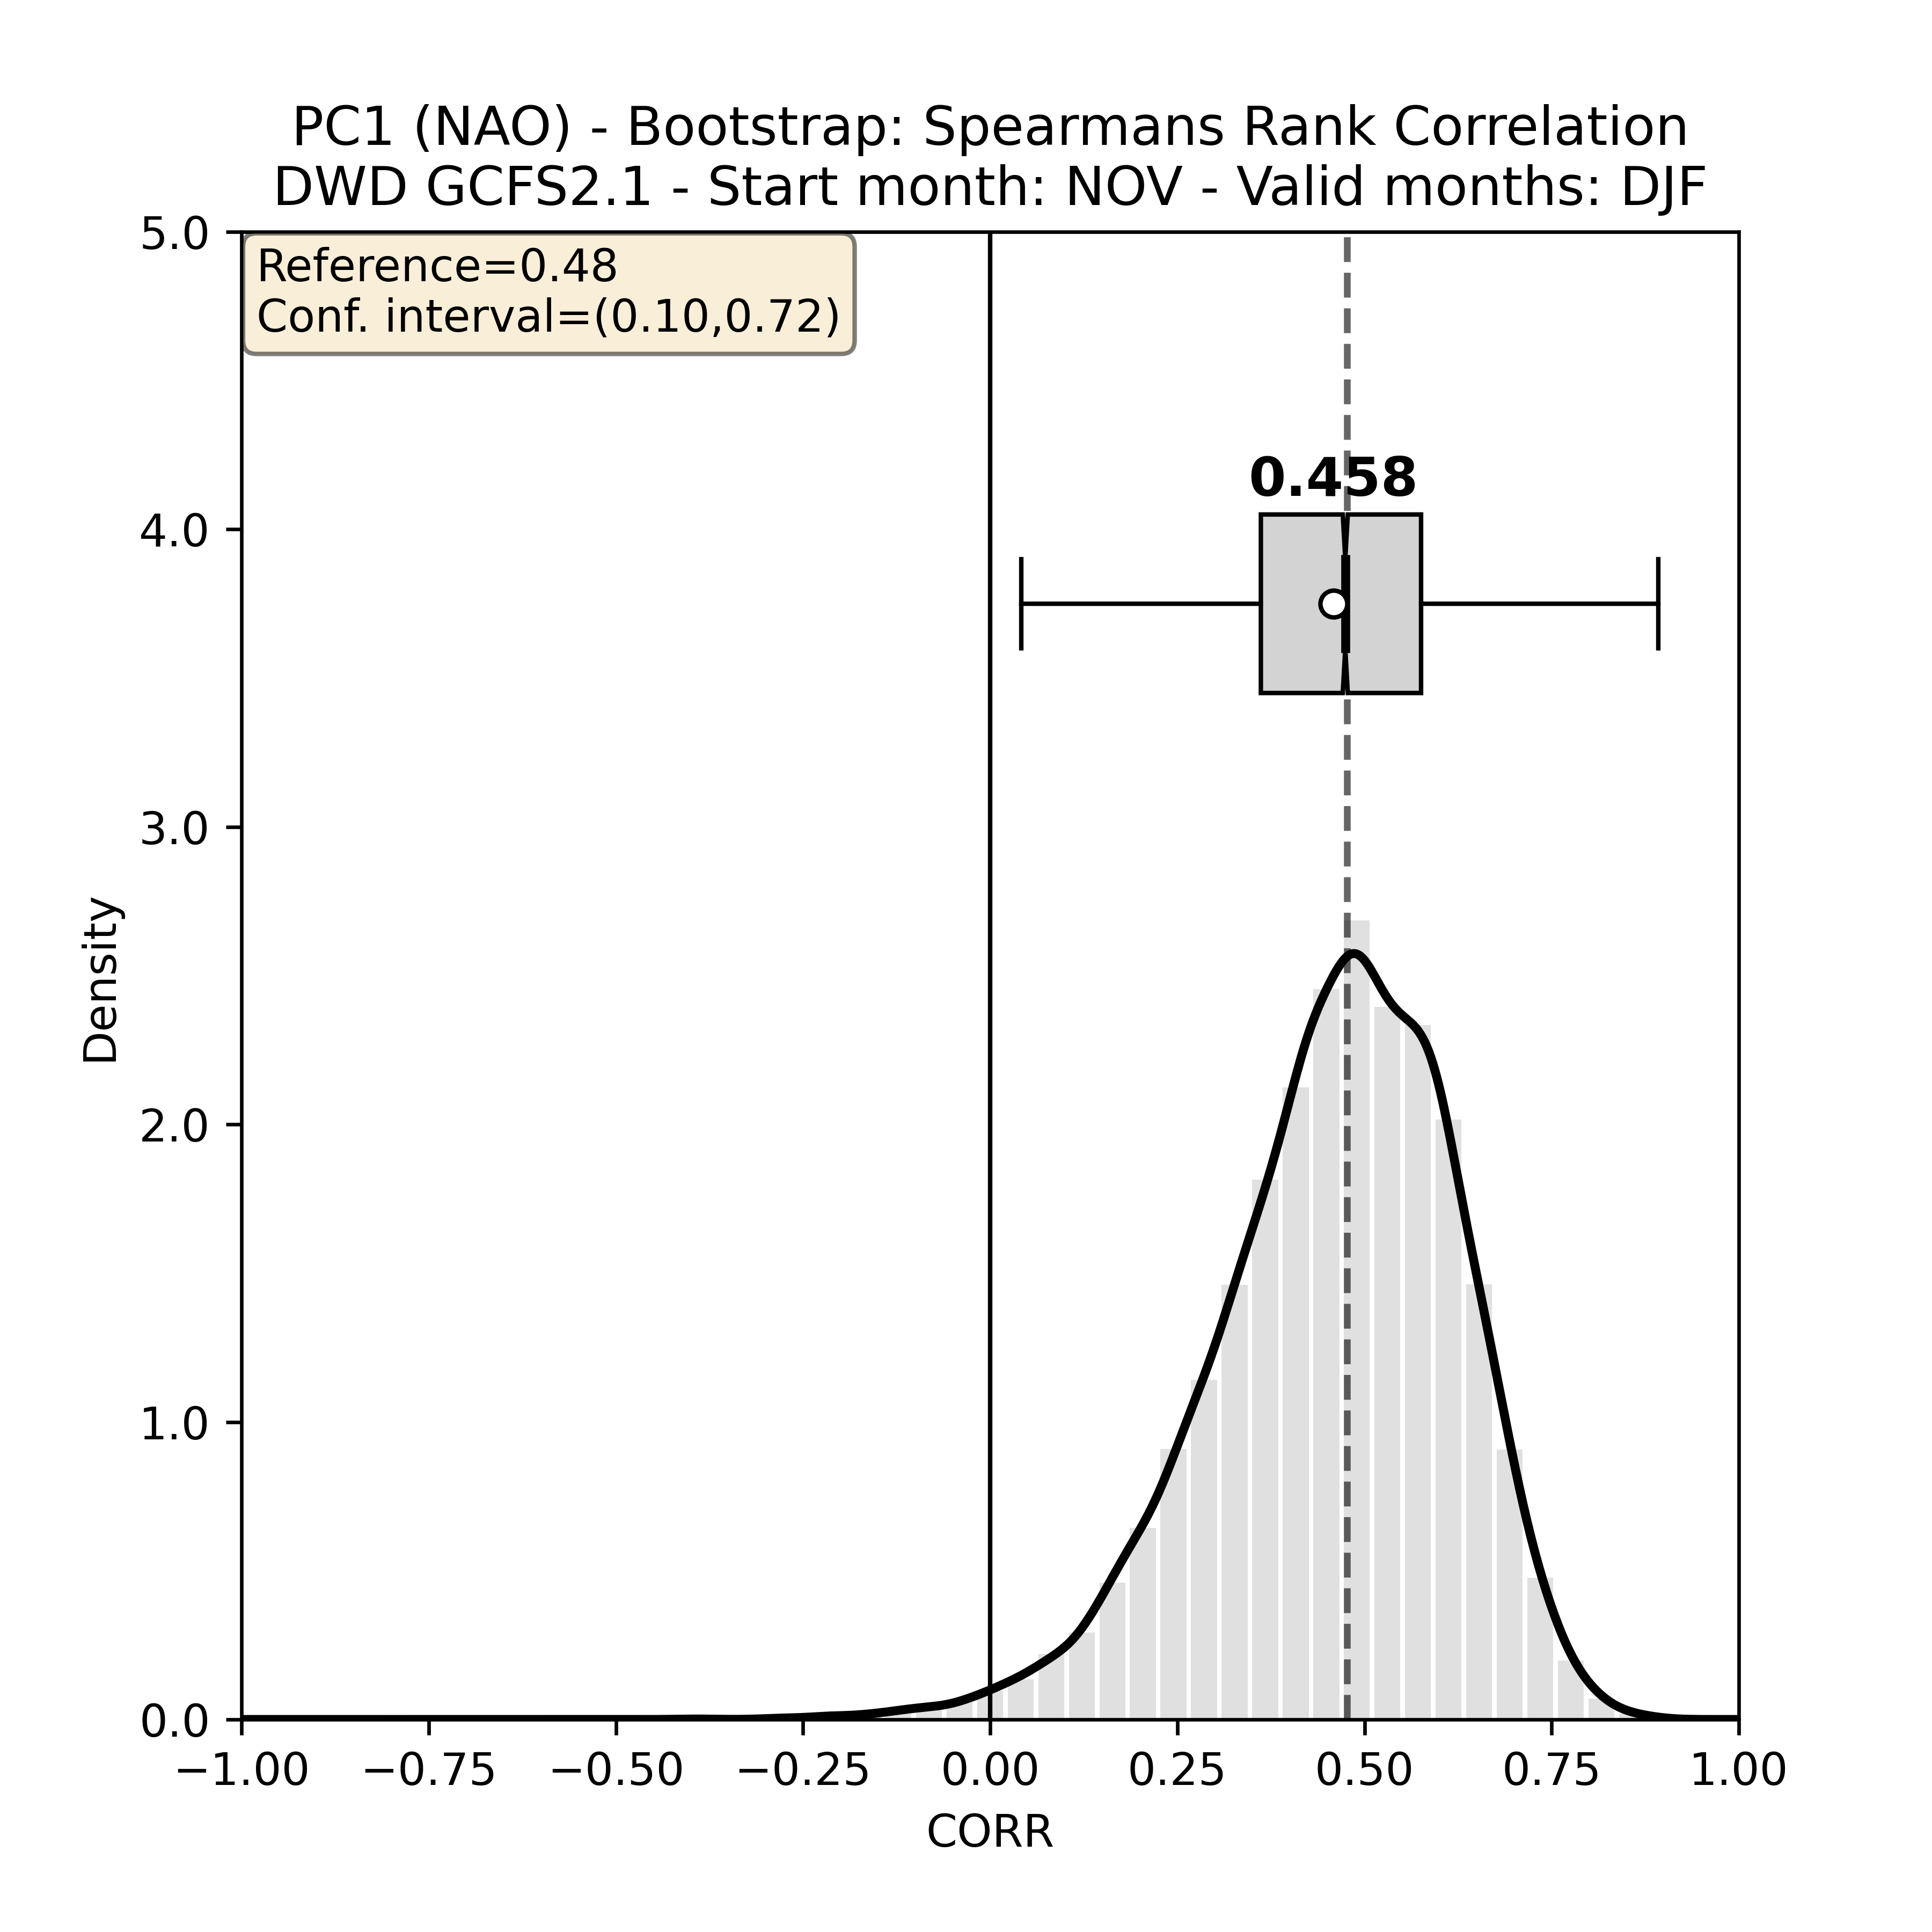 PC1 (NAO) - Bootstrap: Spearmans Rank Correlation
DWD GCFS2.1 - Start month: NOV - Valid months: DJF
5.0
Reference=0.48
Conf. interval=(0.10,0.72)
0.458
4.0
3.0
Density
2.0
1.0
0.0
−1.00 −0.75 −0.50 −0.25 0.00 0.25 0.50 0.75 1.00
CORR